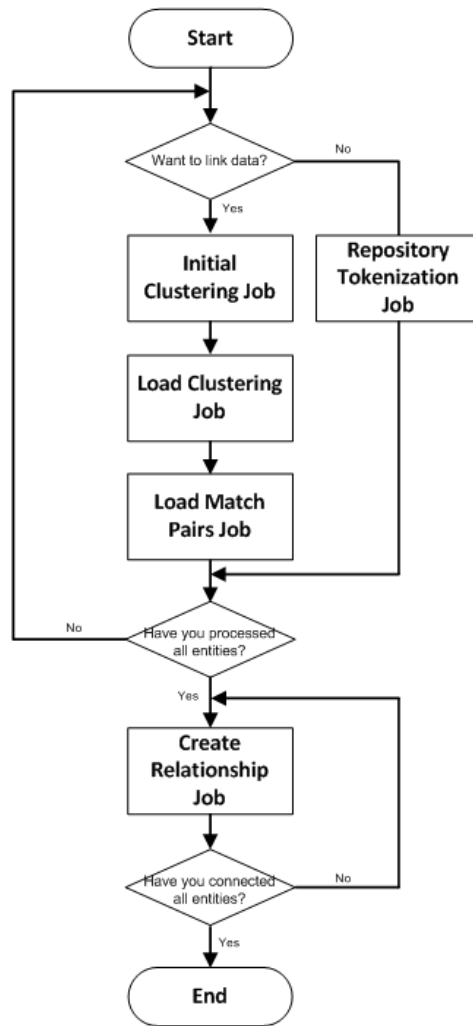 Start
Want to link data?
No
Yes
Initial
Clustering Job
Repository
Tokenization
Job
Load Clustering
Job
Load Match
Pairs Job
No
Have you processed
all entities?
Yes
Create
Relationship
Job
Have you connected
all entities?
No
Yes
End